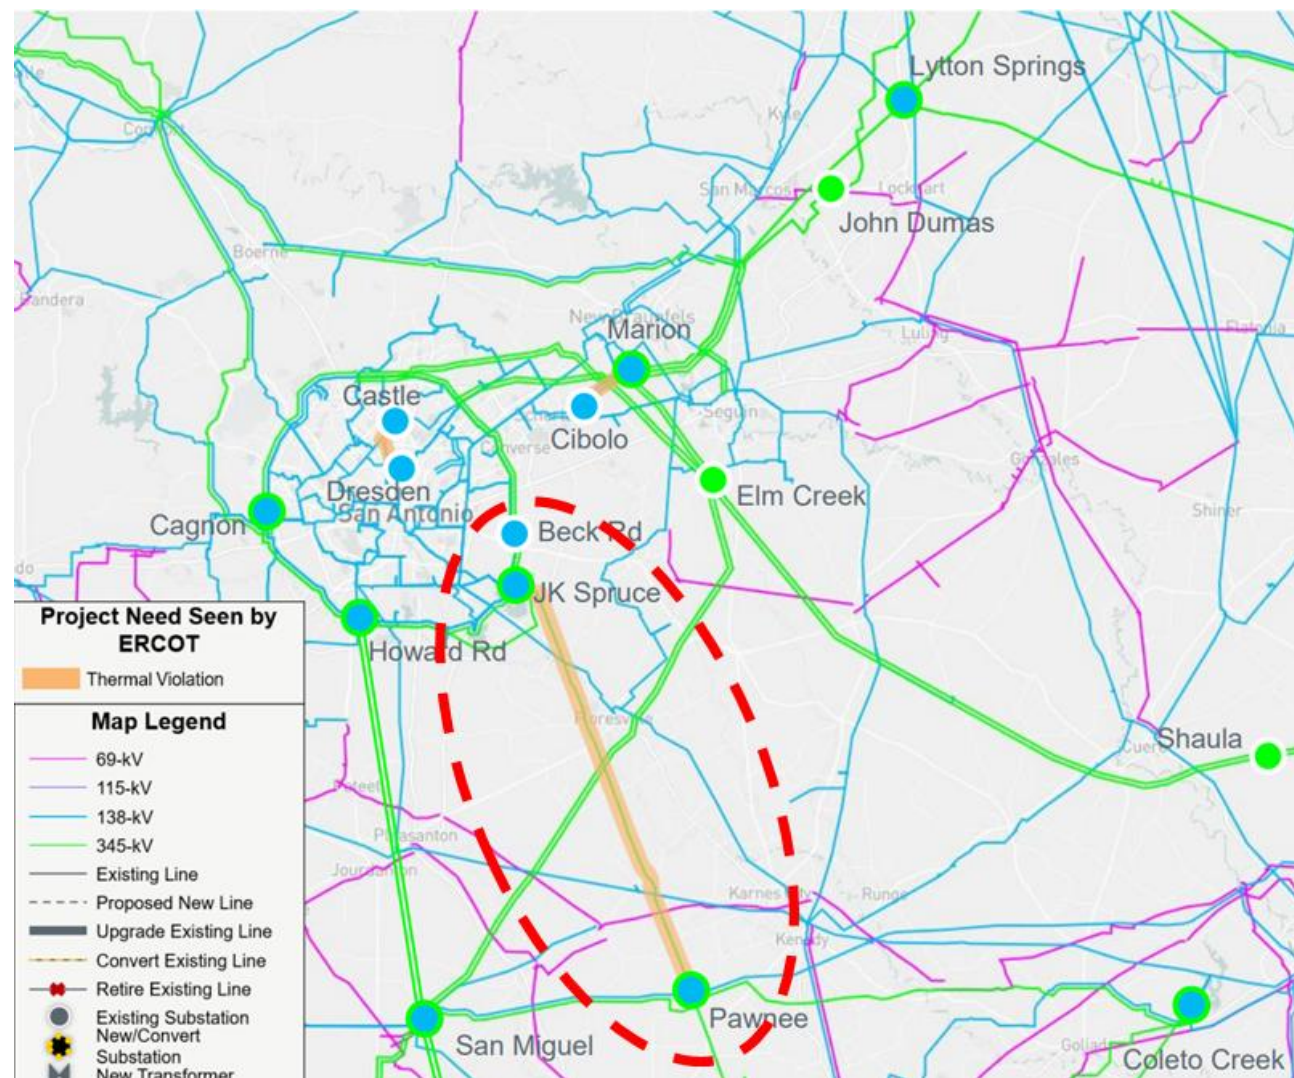 Lytton Springs
Kyle
San Marcos
Lockhart
John Dumas
Boerne
Bandera
New Braunfels
Marion
Luling
Flatonia
Castle
Seguin
Cibolo
Converse
Gonzales
Dresden
San Antonio
Elm Creek
Cagnon
Beck Rd
Shiner
JK Spruce
Howard Rd
Floresville
Cuero
Shaula
Poteet
Pleasanton
Jourdanton
Karnes City
Runge
Kenedy
Pawnee
San Miguel
Goliad
Coleto Creek
Project Need Seen by
ERCOT
Thermal Violation
Map Legend
69-kV
115-kV
138-kV
345-kV
Existing Line
Proposed New Line
Upgrade Existing Line
Convert Existing Line
Retire Existing Line
Existing Substation
New/Convert
Substation
New Transformer